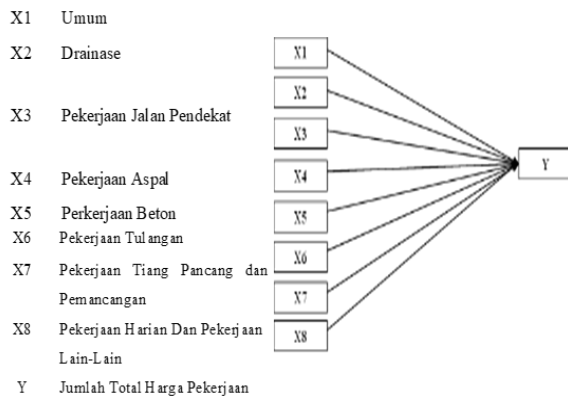 X1 Umum
X2 Drainase
X3 Pekerjaan Jalan Pendekat
X4 Pekerjaan Aspal
X5 Perkerjaan Beton
X6 Pekerjaan Tulangan
X7 Pekerjaan Tiang Pancang dan
Pemancangan
X8 Pekerjaan Harian Dan Pekerjaan
Lain-Lain
Y Jumlah Total Harga Pekerjaan
X1
X2
X3
X4
X5
X6
X7
X8
Y